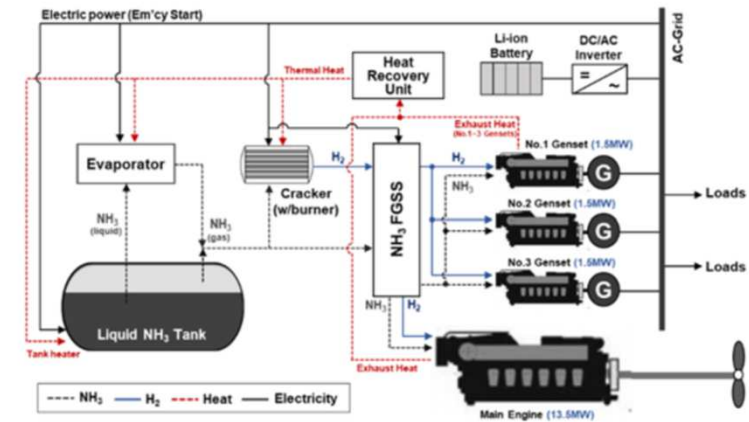 Electric power (Em'cy Start)
Li-ion
Battery
DC/AC
Inverter
AC-Grid
Heat
Recovery
Unit
Thermal Heat
Exhaust Heat
(No.1~3 Gensets)
No.1 Genset (1.5MW)
Evaporator
H2
H2
G
Cracker
(w/burner)
NH3
Loads
NH3
(liquid)
NH3
(gas)
NH3 FGSS
No.2 Genset (1.5MW)
G
No.3 Genset (1.5MW)
Loads
G
NH3
H2
Liquid NH3 Tank
Tank heater
Exhaust Heat
NH3
H2
Heat
Electricity
Main Engine (13.5MW)